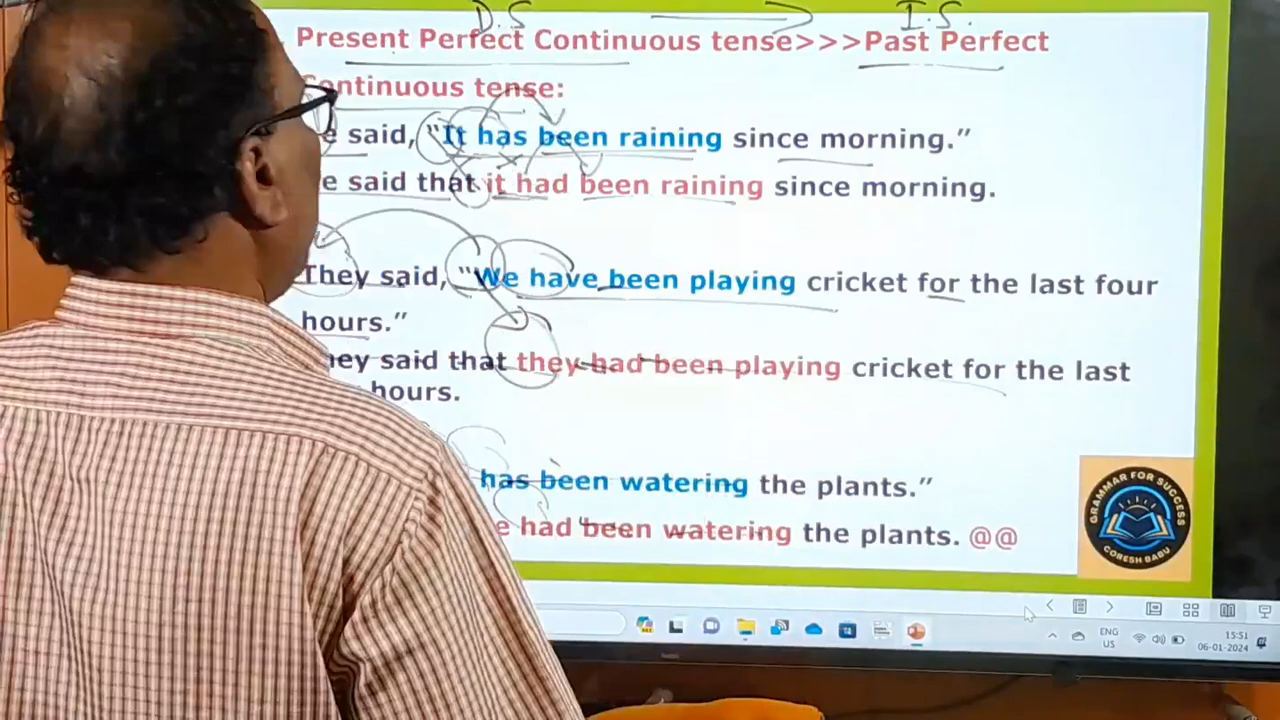 D.S I.S.
Present Perfect Continuous tense>>>Past Perfect
Continuous tense:
said, "It has been raining since morning."
said that it had been raining since morning.
They said, "We have been playing cricket for the last four
hours."
hey said that they had been playing cricket for the last
hours.
has been watering the plants."
e had been watering the plants. @@
GRAMMAR FOR SUCCESS
CORESH BABU
ENG
US
15:51
06-01-2024